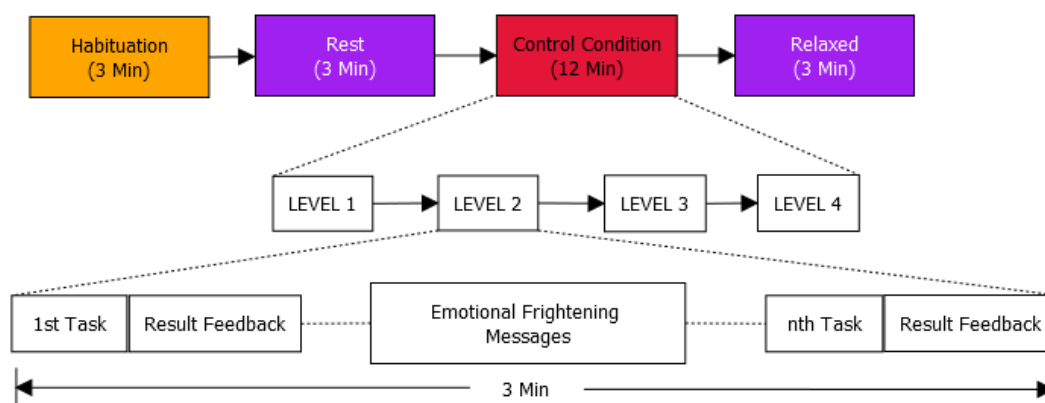 Habituation
(3 Min)
Rest
(3 Min)
Control Condition
(12 Min)
Relaxed
(3 Min)
LEVEL 1
LEVEL 2
LEVEL 3
LEVEL 4
1st Task
Result Feedback
Emotional Frightening
Messages
nth Task
Result Feedback
3 Min